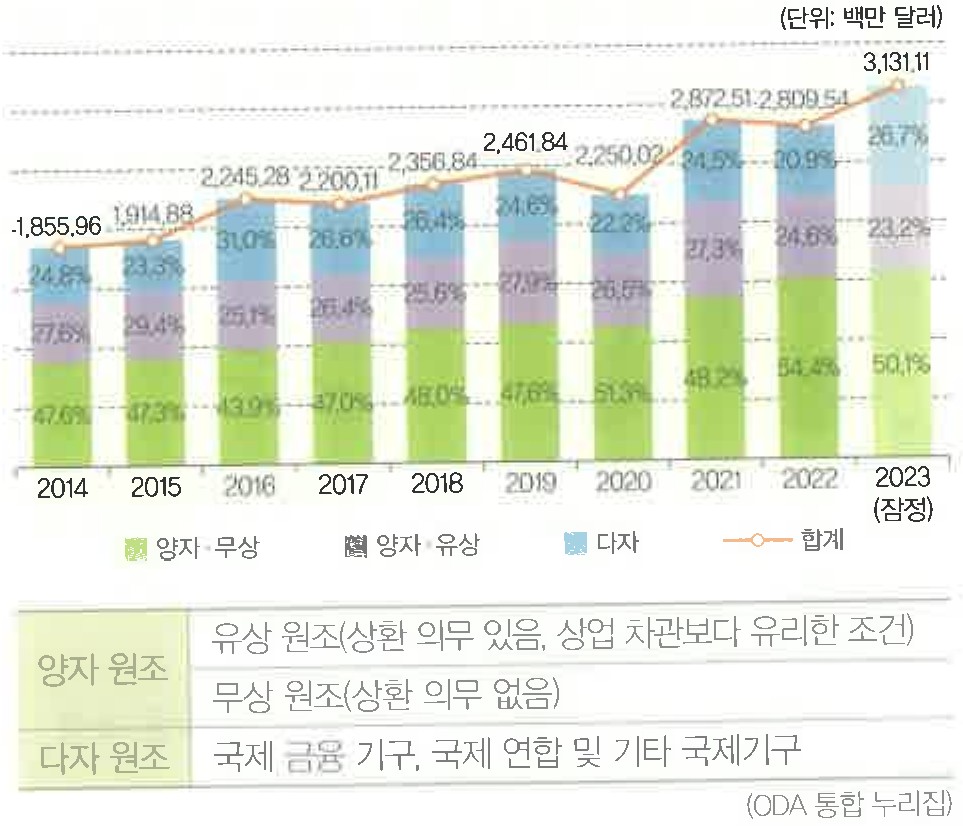 (단위: 백만 달러)
3,131.11
2,872.51 2,809.54
2,461.84
2,356.84 2,250.02
2,245.28 2,200.11
1,855.96 1,914.88
24.8% 23.3% 31.0% 26.6% 26.4% 24.6% 22.2% 24.5% 20.9% 26.7%
27.6% 29.4% 25.1% 26.4% 25.6% 27.9% 26.5% 27.3% 24.6% 23.2%
47.6% 47.3% 43.9% 47.0% 48.0% 47.6% 51.3% 48.2% 54.4% 50.1%
2014 2015 2016 2017 2018 2019 2020 2021 2022 2023
(잠정)
양자·무상 양자·유상 다자 합계
양자 원조
유상 원조(상환 의무 있음, 상업 차관보다 유리한 조건)
무상 원조(상환 의무 없음)
다자 원조 국제 금융 기구, 국제 연합 및 기타 국제기구
(ODA 통합 누리집)